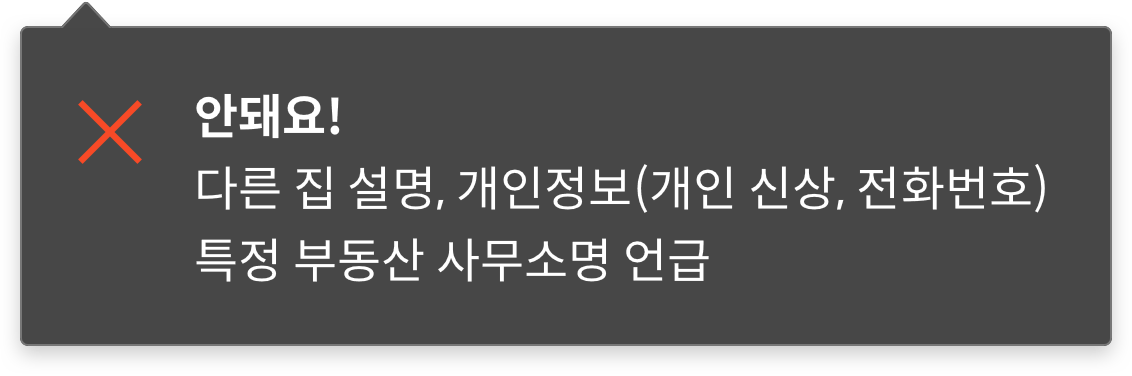 안돼요!
다른 집 설명, 개인정보(개인 신상, 전화번호)
특정 부동산 사무소명 언급